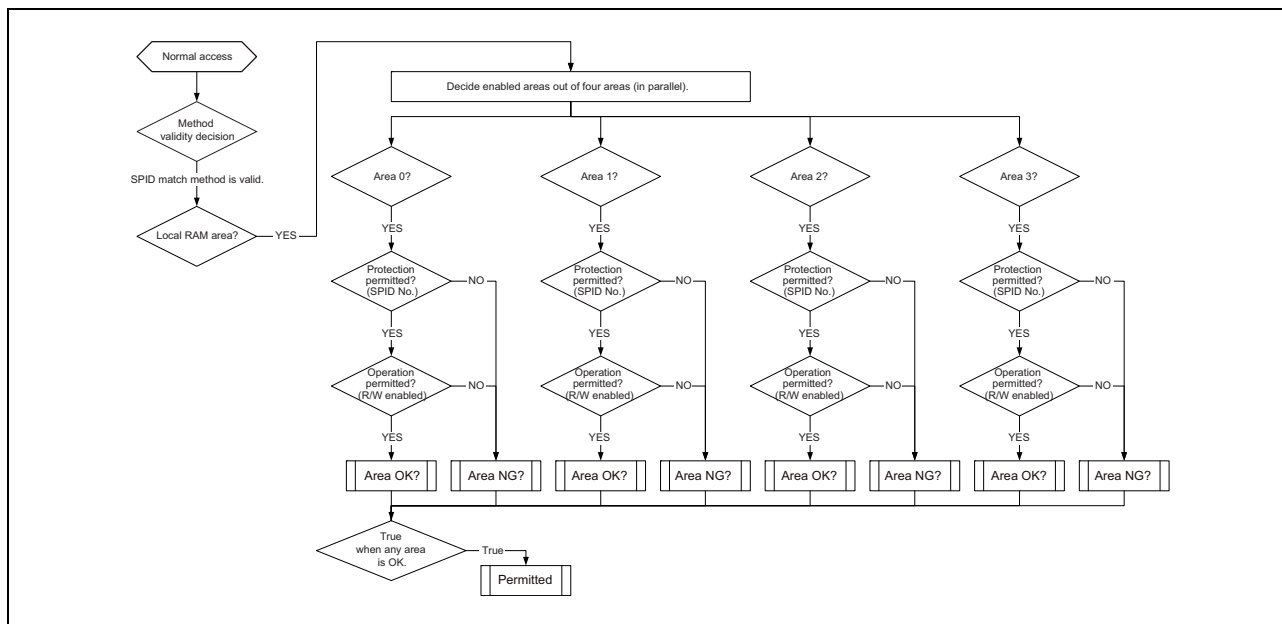 Normal access
Decide enabled areas out of four areas (in parallel).
Method
validity decision
SPID match method is valid.
Local RAM area?
YES
Area 0?
Area 1?
Area 2?
Area 3?
YES
YES
YES
YES
Protection
permitted?
(SPID No.)
NO
Protection
permitted?
(SPID No.)
NO
Protection
permitted?
(SPID No.)
NO
Protection
permitted?
(SPID No.)
NO
YES
YES
YES
YES
Operation
permitted?
(R/W enabled)
NO
Operation
permitted?
(R/W enabled)
NO
Operation
permitted?
(R/W enabled)
NO
Operation
permitted?
(R/W enabled)
NO
YES
YES
YES
YES
Area OK?
Area NG?
Area OK?
Area NG?
Area OK?
Area NG?
Area OK?
Area NG?
True
when any area
is OK.
True
Permitted